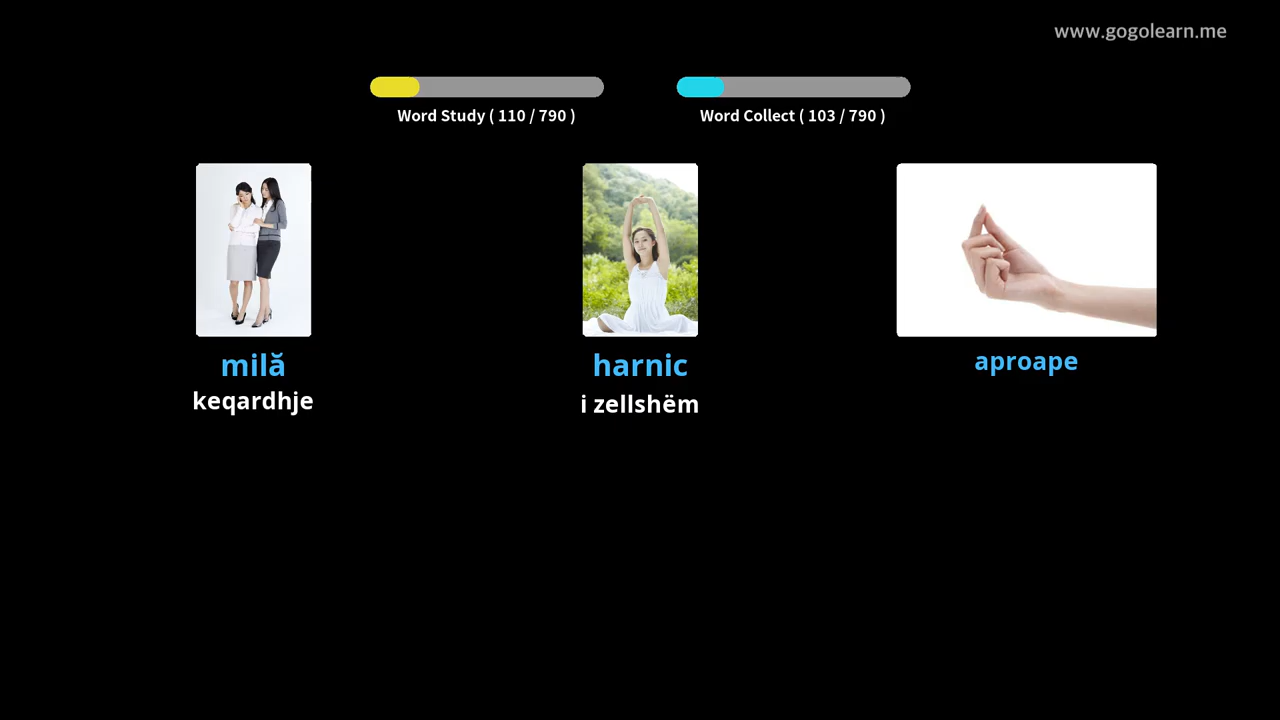 www.gogolearn.me
Word Study ( 110 / 790 )
Word Collect ( 103 / 790 )
milă
keqardhje
harnic
i zellshëm
aproape